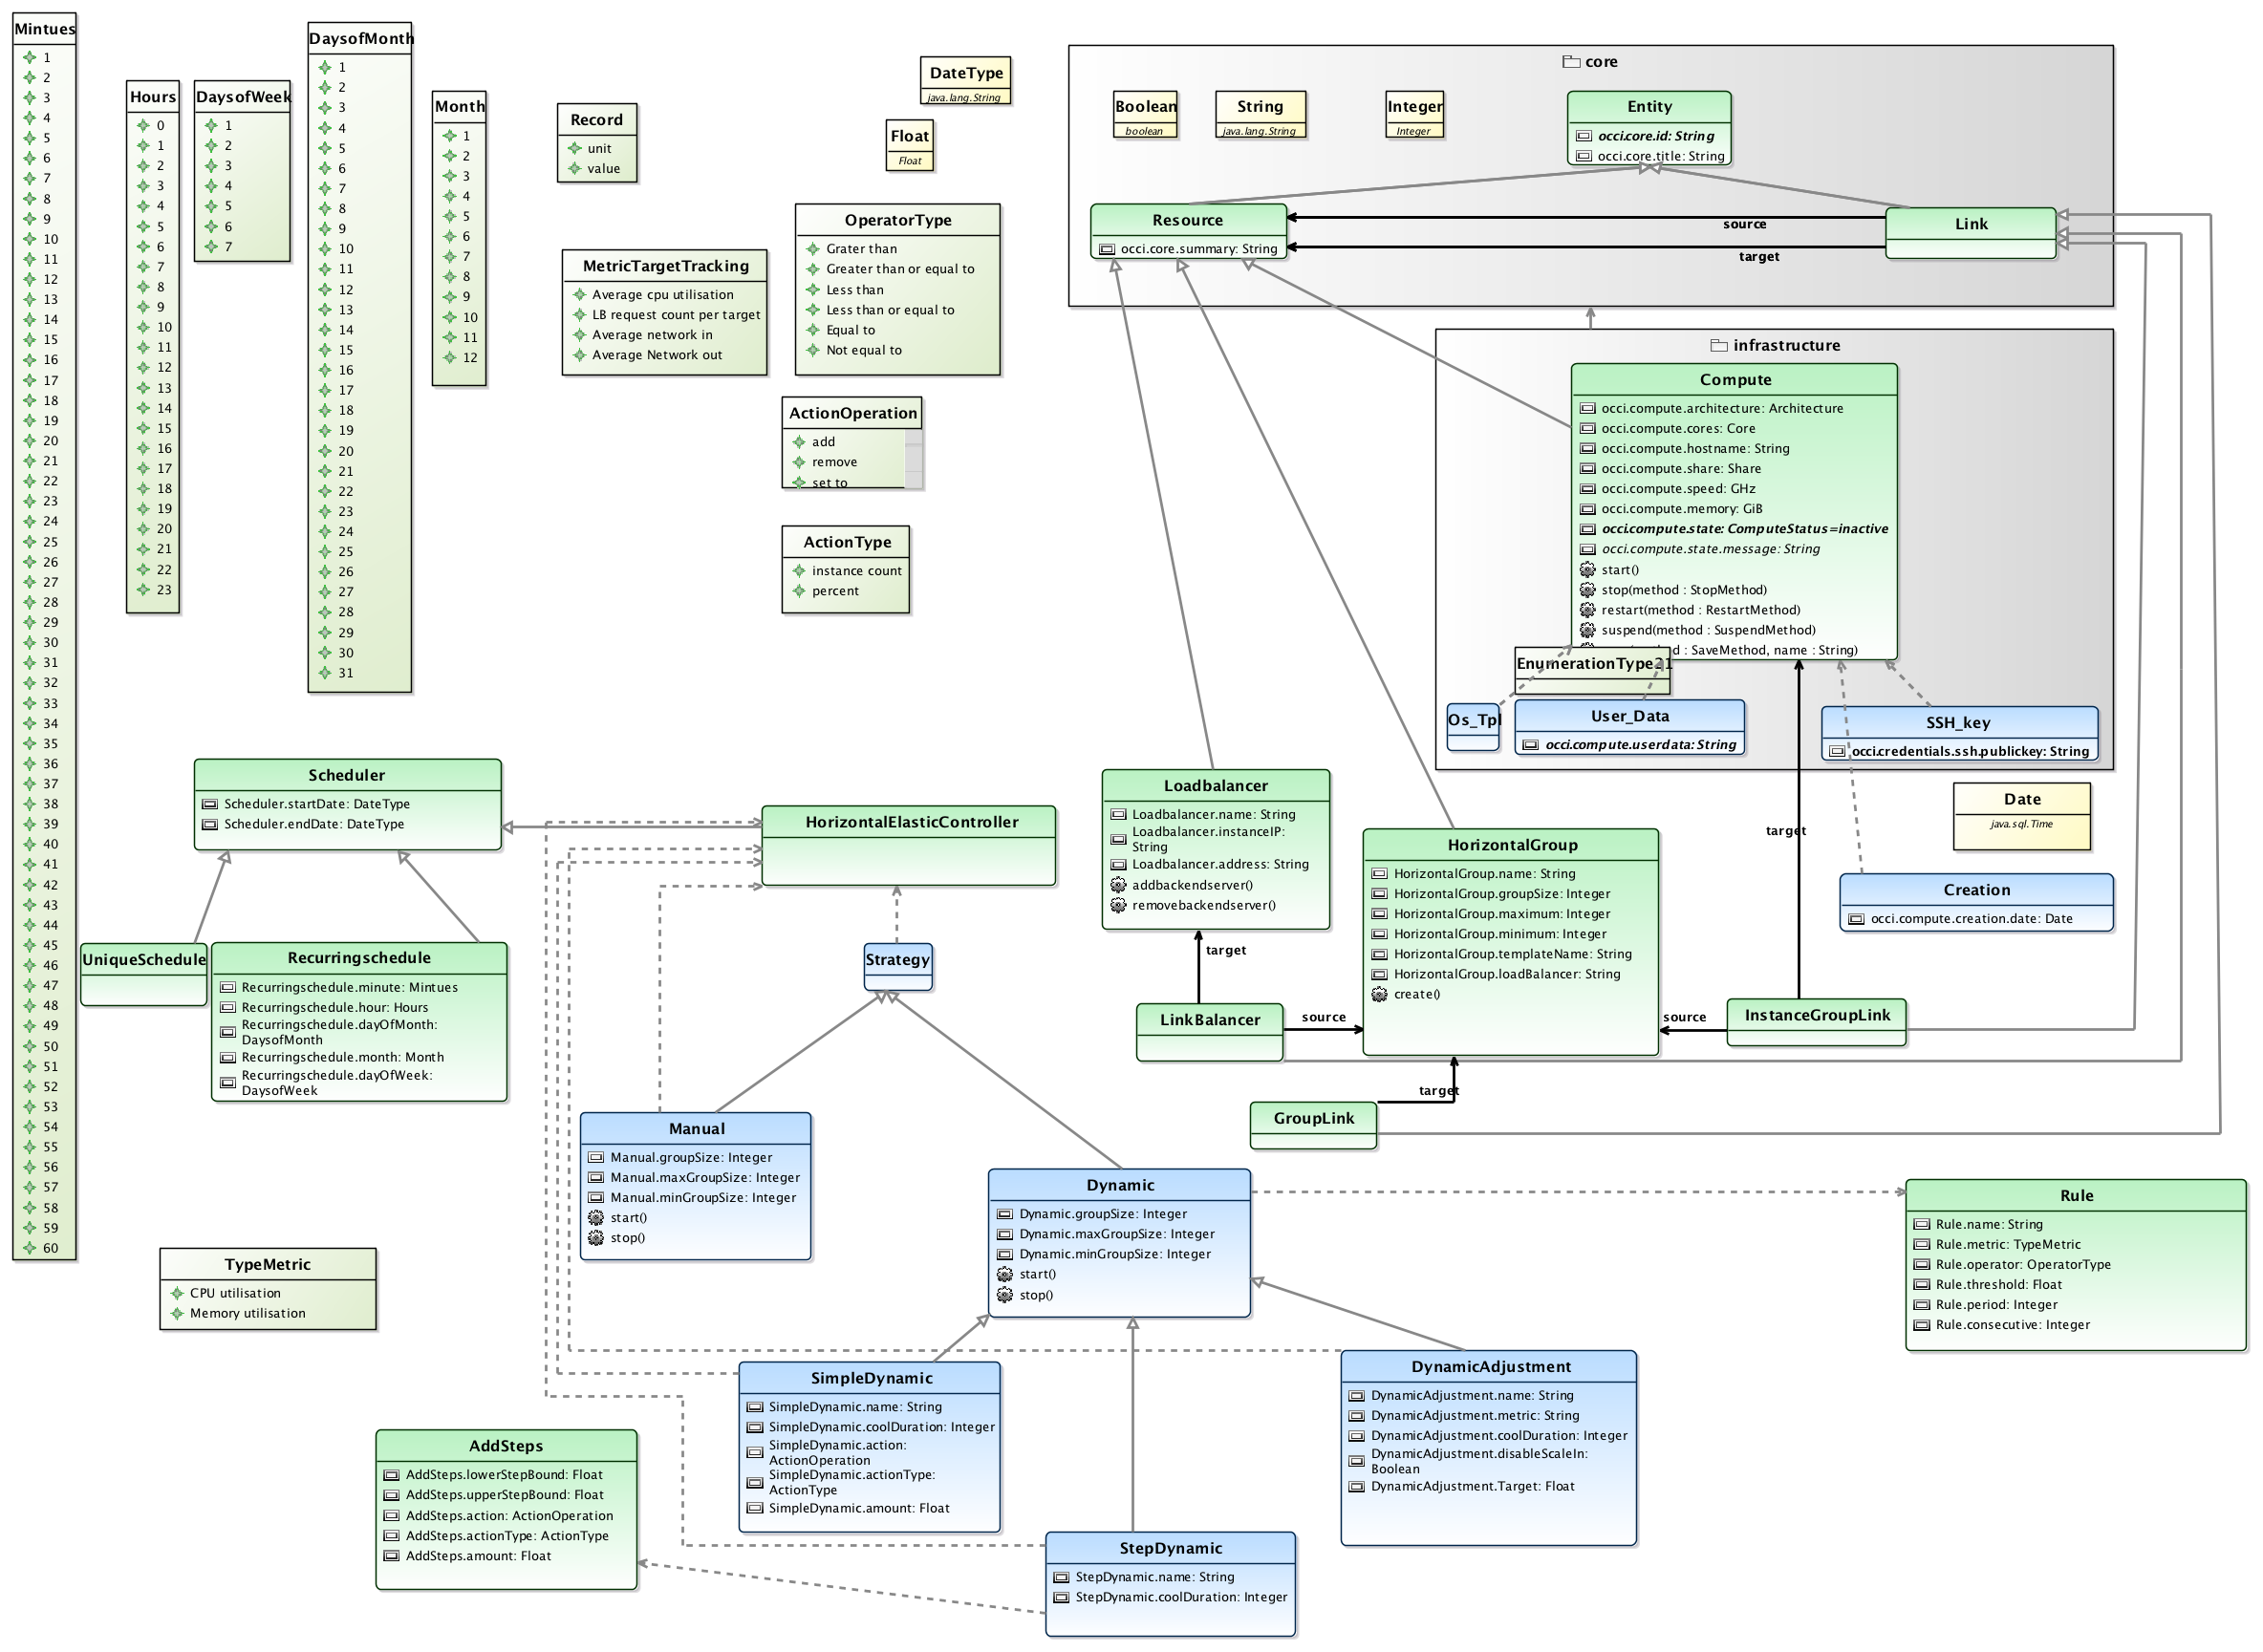 Mintues
1
2
3
4
5
6
7
8
9
10
11
12
13
14
15
16
17
18
19
20
21
22
23
24
25
26
27
28
29
30
31
32
33
34
35
36
37
38
39
40
41
42
43
44
45
46
47
48
49
50
51
52
53
54
55
56
57
58
59
60
Hours
0
1
2
3
4
5
6
7
8
9
10
11
12
13
14
15
16
17
18
19
20
21
22
23
DaysofWeek
1
2
3
4
5
6
7
DaysofMonth
1
2
3
4
5
6
7
8
9
10
11
12
13
14
15
16
17
18
19
20
21
22
23
24
25
26
27
28
29
30
31
Month
1
2
3
4
5
6
7
8
9
10
11
12
Record
unit
value
MetricTargetTracking
Average cpu utilisation
LB request count per target
Average network in
Average Network out
DateType
java.lang.String
Float
Float
OperatorType
Grater than
Greater than or equal to
Less than
Less than or equal to
Equal to
Not equal to
ActionOperation
add
remove
set to
ActionType
instance count
percent
core
Boolean
boolean
String
java.lang.String
Integer
Integer
Entity
occi.core.id: String
occi.core.title: String
Resource
occi.core.summary: String
source
target
Link
infrastructure
Compute
occi.compute.architecture: Architecture
occi.compute.cores: Core
occi.compute.hostname: String
occi.compute.share: Share
occi.compute.speed: GHz
occi.compute.memory: GiB
occi.compute.state: ComputeStatus=inactive
occi.compute.state.message: String
start()
stop(method : StopMethod)
restart(method : RestartMethod)
suspend(method : SuspendMethod)
: SaveMethod, name : String)
EnumerationType21
Os_Tpl
User_Data
occi.compute.userdata: String
SSH_key
occi.credentials.ssh.publickey: String
Date
java.sql.Time
target
Creation
occi.compute.creation.date: Date
Scheduler
Scheduler.startDate: DateType
Scheduler.endDate: DateType
HorizontalElasticController
UniqueSchedule
Recurringschedule
Recurringschedule.minute: Mintues
Recurringschedule.hour: Hours
Recurringschedule.dayOfMonth:
DaysofMonth
Recurringschedule.month: Month
Recurringschedule.dayOfWeek:
DaysofWeek
Strategy
Loadbalancer
Loadbalancer.name: String
Loadbalancer.instanceIP:
String
Loadbalancer.address: String
addbackendserver()
removebackendserver()
target
HorizontalGroup
HorizontalGroup.name: String
HorizontalGroup.groupSize: Integer
HorizontalGroup.maximum: Integer
HorizontalGroup.minimum: Integer
HorizontalGroup.templateName: String
HorizontalGroup.loadBalancer: String
create()
LinkBalancer
source
source
InstanceGroupLink
target
GroupLink
Manual
Manual.groupSize: Integer
Manual.maxGroupSize: Integer
Manual.minGroupSize: Integer
start()
stop()
Dynamic
Dynamic.groupSize: Integer
Dynamic.maxGroupSize: Integer
Dynamic.minGroupSize: Integer
start()
stop()
Rule
Rule.name: String
Rule.metric: TypeMetric
Rule.operator: OperatorType
Rule.threshold: Float
Rule.period: Integer
Rule.consecutive: Integer
TypeMetric
CPU utilisation
Memory utilisation
SimpleDynamic
SimpleDynamic.name: String
SimpleDynamic.coolDuration: Integer
SimpleDynamic.action:
ActionOperation
SimpleDynamic.actionType:
ActionType
SimpleDynamic.amount: Float
DynamicAdjustment
DynamicAdjustment.name: String
DynamicAdjustment.metric: String
DynamicAdjustment.coolDuration: Integer
DynamicAdjustment.disableScaleIn:
Boolean
DynamicAdjustment.Target: Float
AddSteps
AddSteps.lowerStepBound: Float
AddSteps.upperStepBound: Float
AddSteps.action: ActionOperation
AddSteps.actionType: ActionType
AddSteps.amount: Float
StepDynamic
StepDynamic.name: String
StepDynamic.coolDuration: Integer